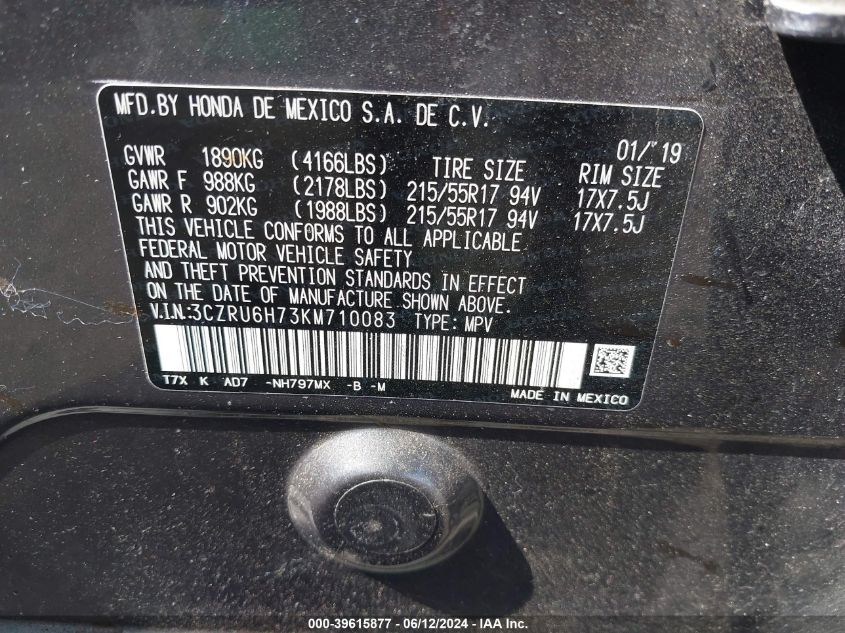 MFD.BY HONDA DE MEXICO S.A. DE C.V.
01/'19
GVWR 1890KG (4166LBS) TIRE SIZE RIM SIZE
GAWR F 988KG (2178LBS) 215/55R17 94V 17X7.5J
GAWR R 902KG (1988LBS) 215/55R17 94V 17X7.5J
THIS VEHICLE CONFORMS TO ALL APPLICABLE
FEDERAL MOTOR VEHICLE SAFETY
AND THEFT PREVENTION STANDARDS IN EFFECT
ON THE DATE OF MANUFACTURE SHOWN ABOVE.
V.I.N:3CZRU6H73KM710083 TYPE: MPV
T7X K AD7 -NH797MX -B -M
MADE IN MEXICO
000-39615877 - 06/12/2024 - IAA Inc.